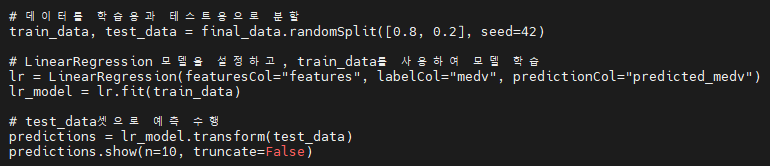 # 데이터를 학습용과 테스트용으로 분할
train_data, test_data = final_data.randomSplit([0.8, 0.2], seed=42)
# LinearRegression 모델을 설정하고, train_data를 사용하여 모델 학습
lr = LinearRegression(featuresCol="features", labelCol="medv", predictionCol="predicted_medv")
lr_model = lr.fit(train_data)
# test_data셋으로 예측 수행
predictions = lr_model.transform(test_data)
predictions.show(n=10, truncate=False)